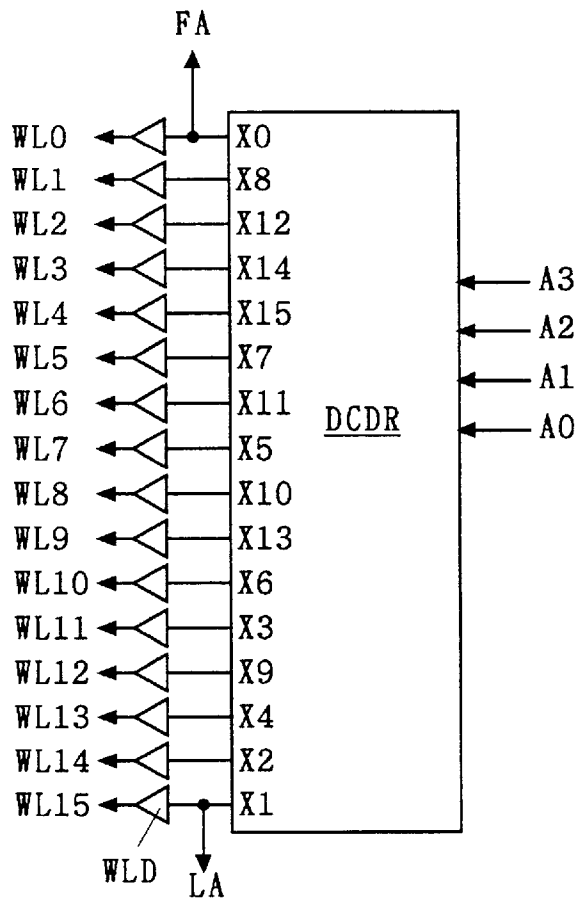 FA
WL0 X0
WL1 X8
WL2 X12
WL3 X14
A3
WL4 X15
A2
WL5 X7
A1
WL6 X11
DCDR
A0
WL7 X5
WL8 X10
WL9 X13
WL10 X6
WL11 X3
WL12 X9
WL13 X4
WL14 X2
WL15 X1
WLD
LA